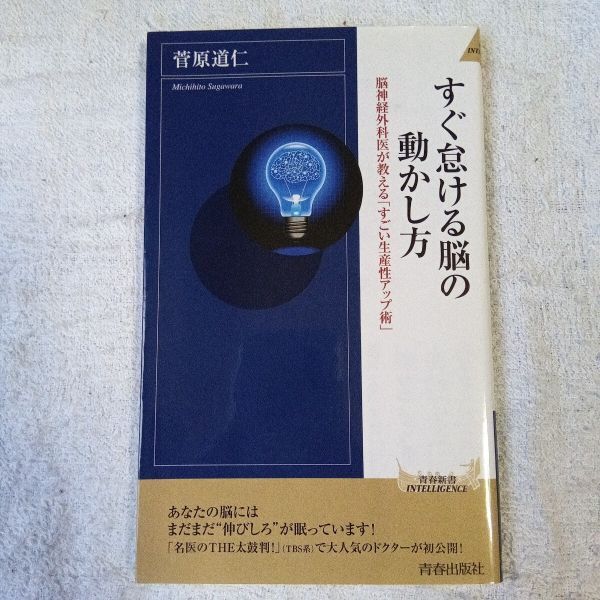 菅原道仁
Michihito Sugawara
INT
すぐ怠ける脳の
動かし方
脳神経外科医が教える「すごい生産性アップ術」
青春新書
INTELLIGENCE
あなたの脳には
まだまだ“伸びしろ”が眠っています!
「名医のTHE太鼓判!」(TBS系)で大人気のドクターが初公開!
青春出版社